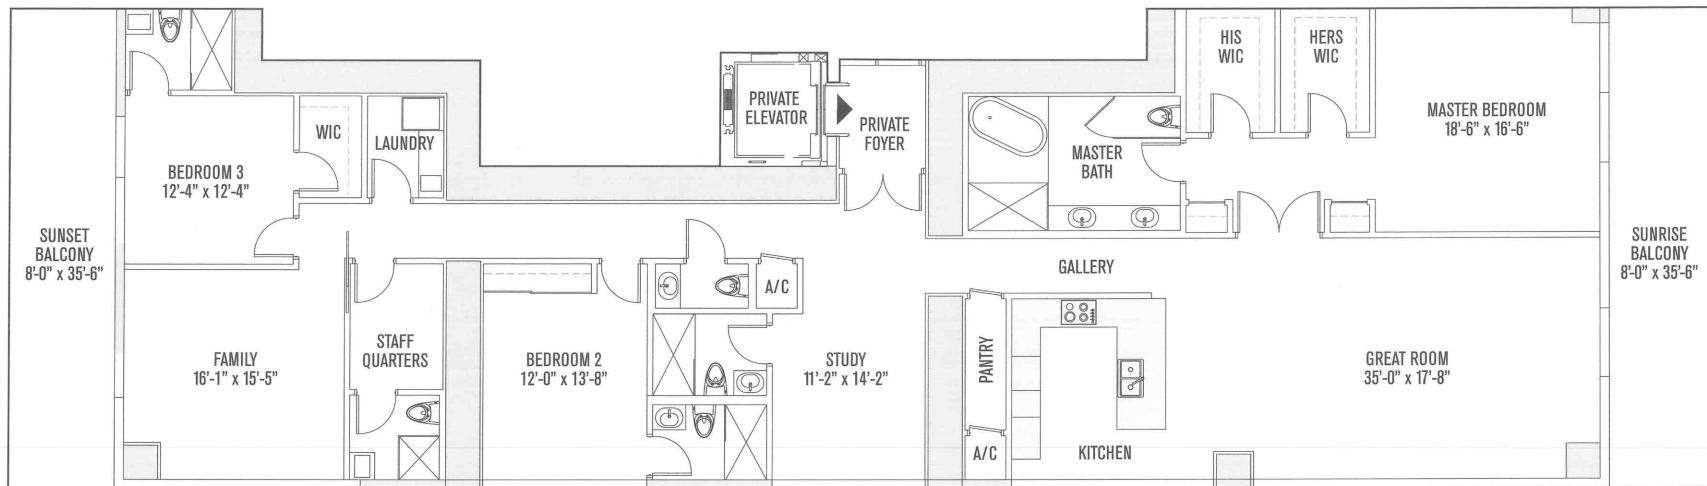 HIS
WIC
HERS
WIC
PRIVATE
ELEVATOR
MASTER BEDROOM
18'-6" x 16'-6"
WIC
LAUNDRY
PRIVATE
FOYER
MASTER
BATH
BEDROOM 3
12'-4" x 12'-4"
SUNSET
BALCONY
8'-0" x 35'-6"
SUNRISE
BALCONY
8'-0" x 35'-6"
GALLERY
A/C
STAFF
QUARTERS
PANTRY
FAMILY
16'-1" x 15'-5"
BEDROOM 2
12'-0" x 13'-8"
STUDY
11'-2" x 14'-2"
GREAT ROOM
35'-0" x 17'-8"
A/C
KITCHEN